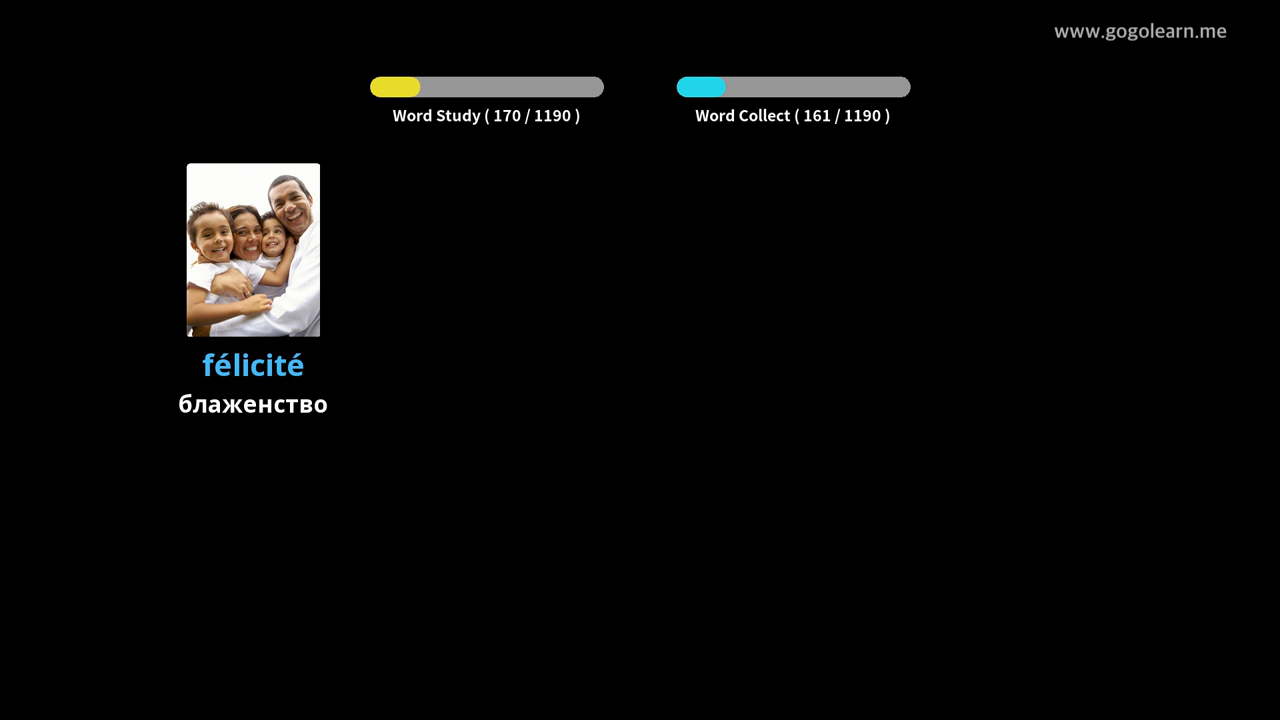 www.gogolearn.me
Word Study ( 170 / 1190 )
Word Collect ( 161 / 1190 )
félicité
блаженство